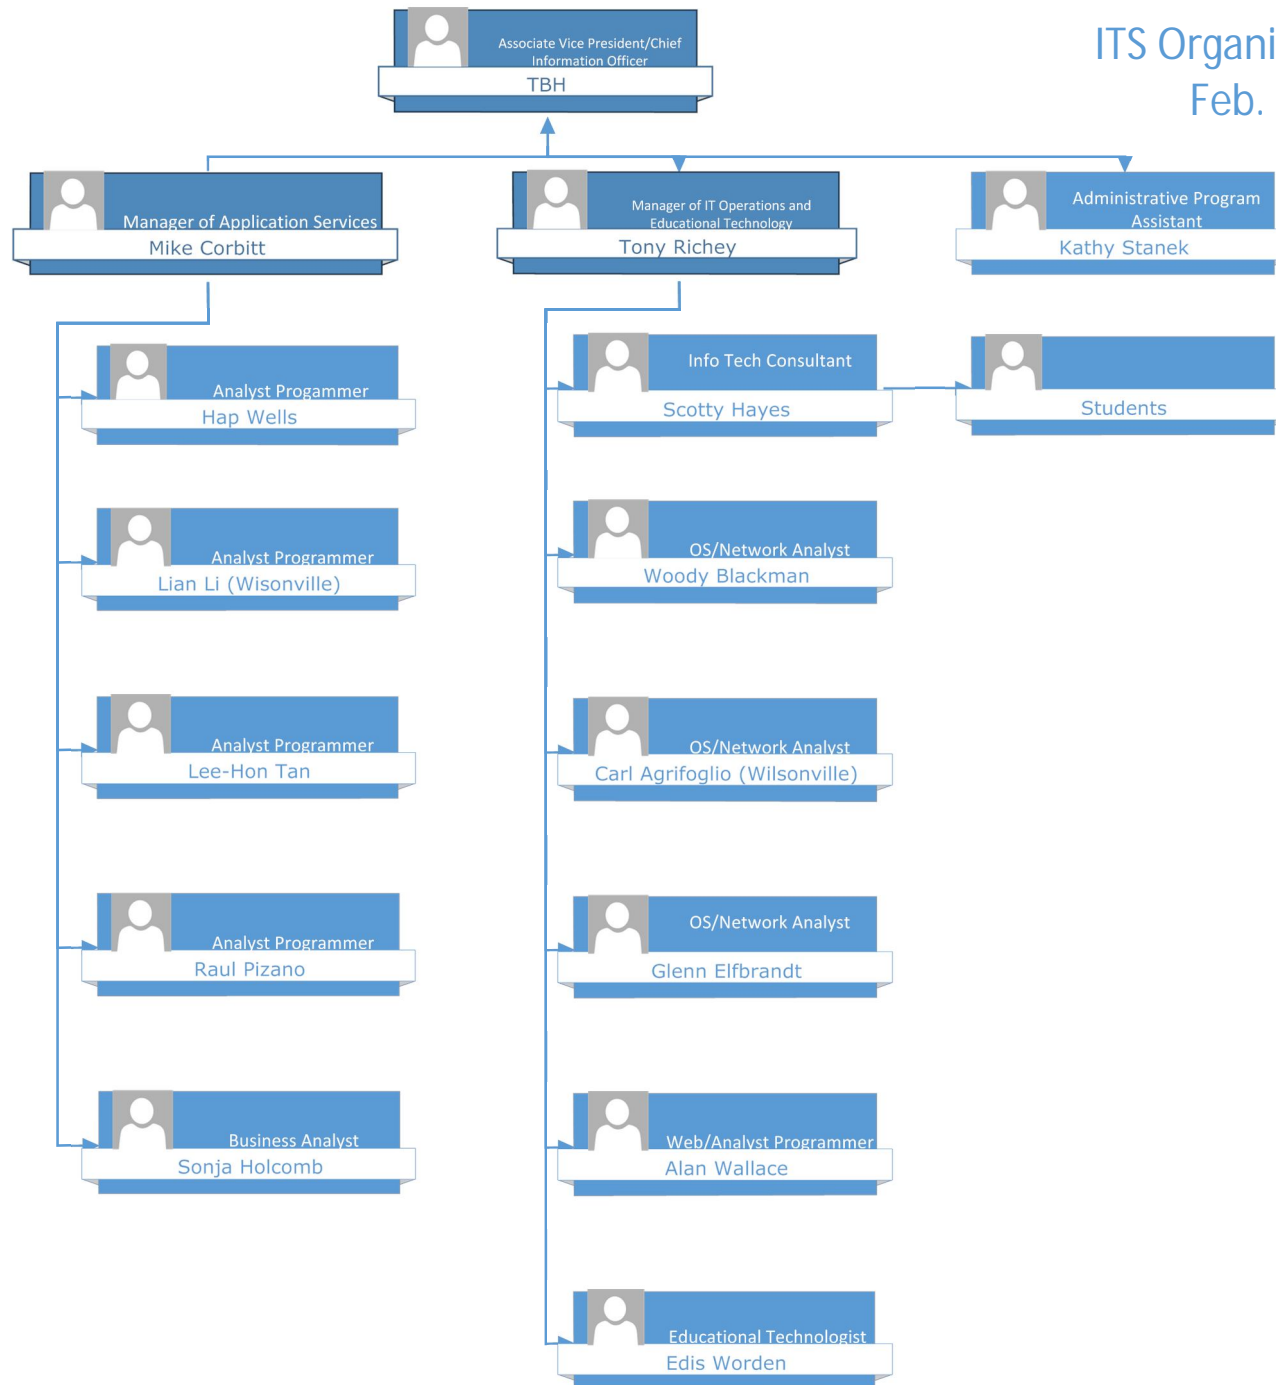 ITS Organi
Feb.
Associate Vice President/Chief
Information Officer
TBH
Manager of Application Services
Mike Corbitt
Manager of IT Operations and
Educational Technology
Tony Richey
Administrative Program
Assistant
Kathy Stanek
Analyst Progammer
Hap Wells
Info Tech Consultant
Scotty Hayes
Students
Analyst Programmer
Lian Li (Wisonville)
OS/Network Analyst
Woody Blackman
Analyst Programmer
Lee-Hon Tan
OS/Network Analyst
Carl Agrifoglio (Wilsonville)
Analyst Programmer
Raul Pizano
OS/Network Analyst
Glenn Elfbrandt
Business Analyst
Sonja Holcomb
Web/Analyst Programmer
Alan Wallace
Educational Technologist
Edis Worden